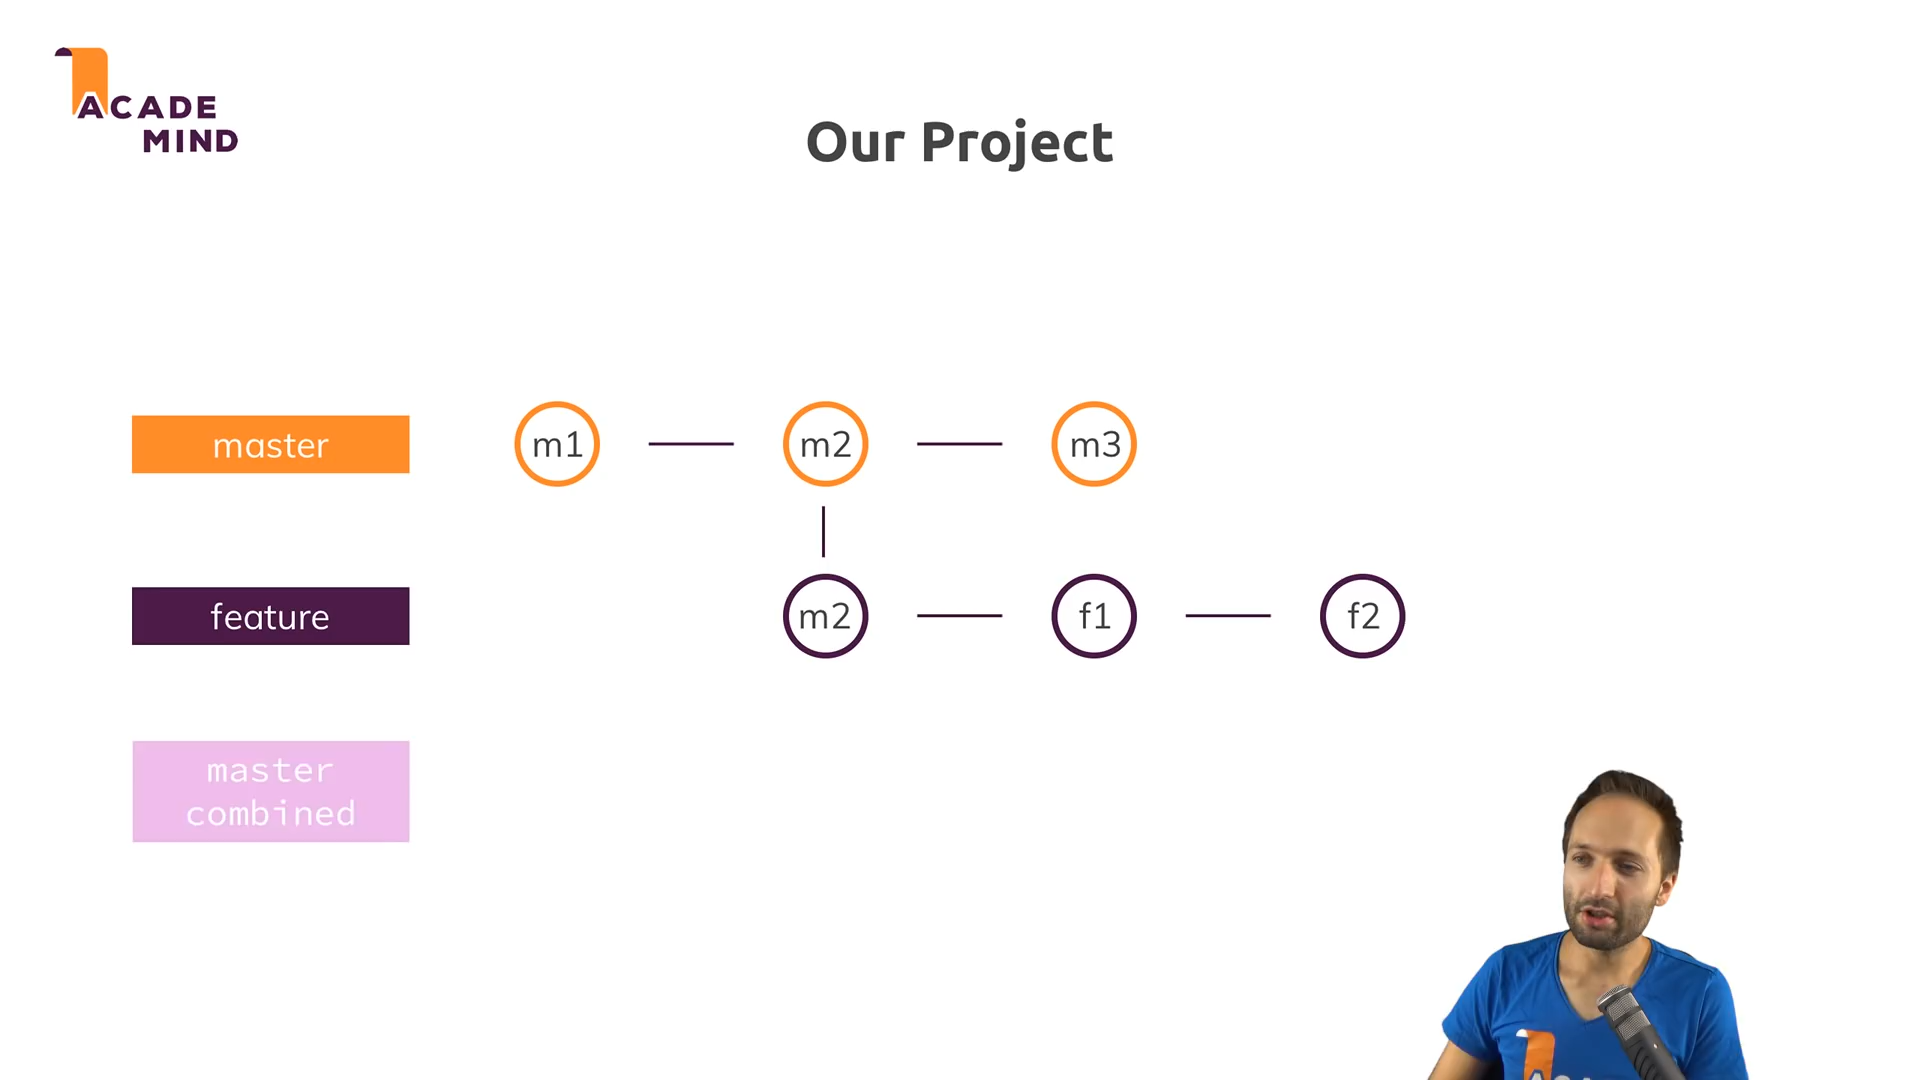 ACADE
MIND
Our Project
master
m1
m2
m3
feature
m2
f1
f2
master
combined